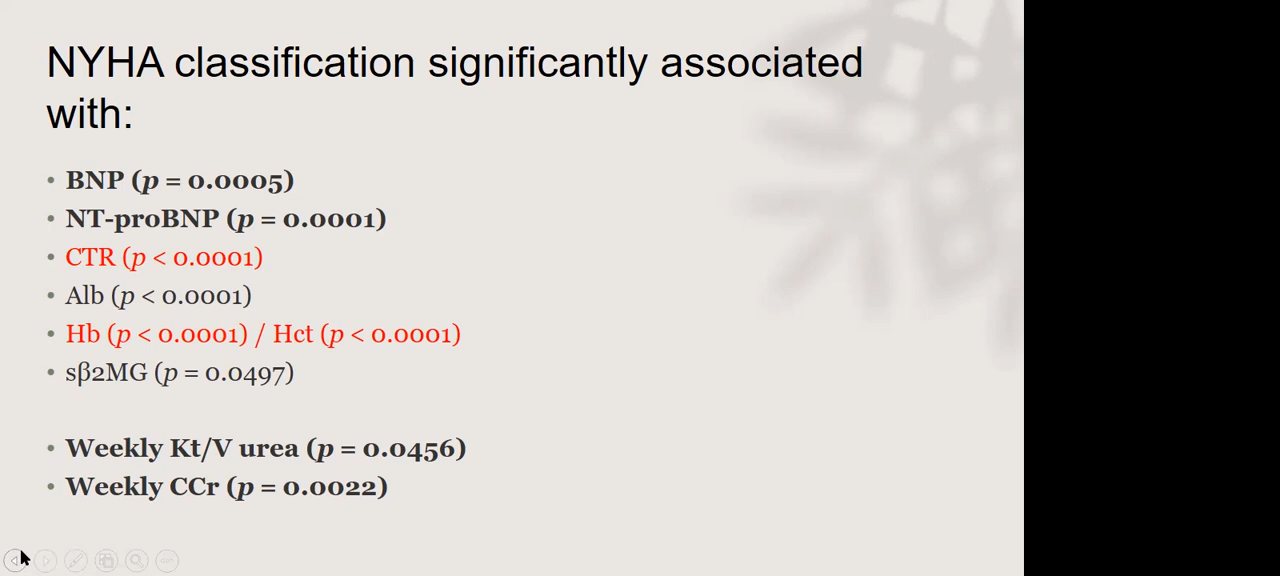 NYHA classification significantly associated
with:
• BNP (p = 0.0005)
• NT-proBNP (p = 0.0001)
• CTR (p < 0.0001)
• Alb (p < 0.0001)
• Hb (p < 0.0001) / Hct (p < 0.0001)
• sβ2MG (p = 0.0497)
• Weekly Kt/V urea (p = 0.0456)
• Weekly CCr (p = 0.0022)